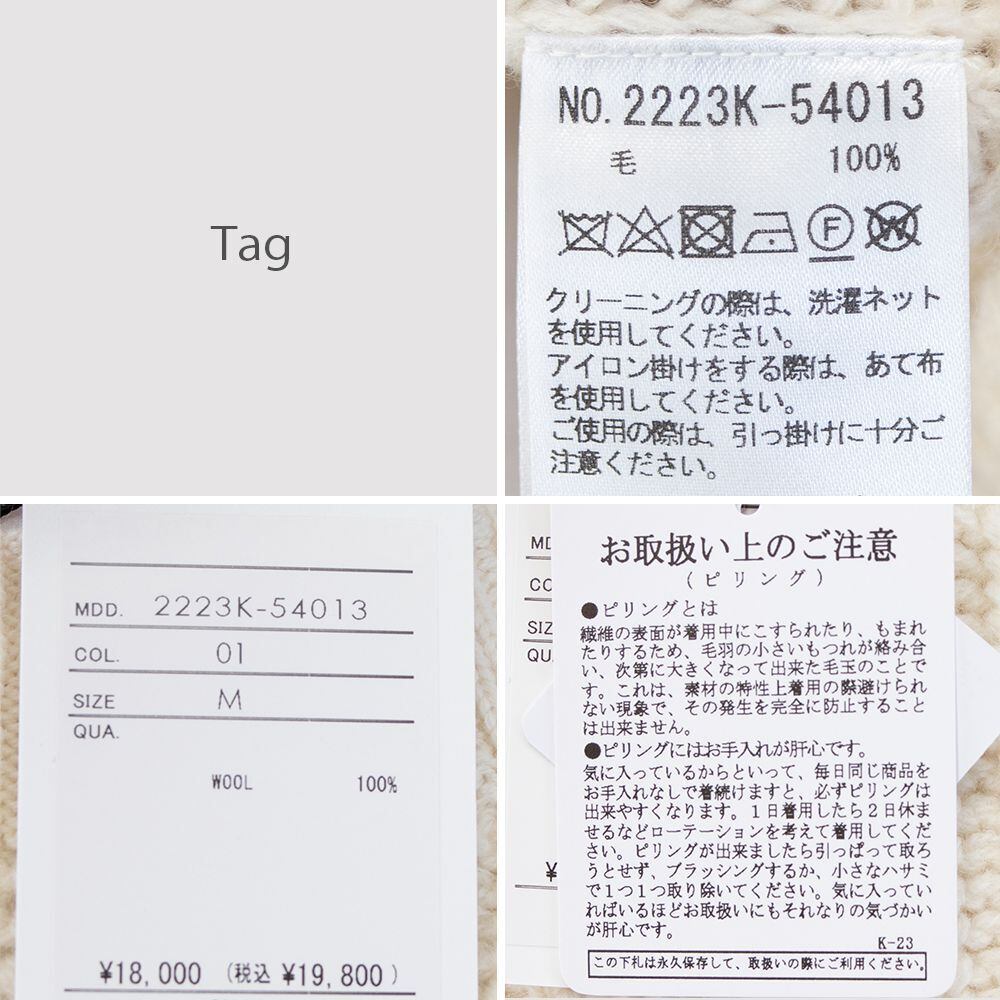 Tag
NO. 2223K-54013
毛 100%
F W
クリーニングの際は、洗濯ネット
を使用してください。
アイロン掛けをする際は、あて布
を使用してください。
ご使用の際は、引っ掛けに十分ご
注意ください。
MDD. 2223K-54013
COL. 01
SIZE M
QUA.
WOOL 100%
¥18,000 (税込 ¥19,800)
MD
CO
SIZ
QU
¥
お取扱い上のご注意
(ピリング)
●ピリングとは
繊維の表面が着用中にこすられたり、もまれ
たりするため、毛羽の小さいもつれが絡み合
い、次第に大きくなって出来た毛玉のことで
す。これは、素材の特性上着用の際避けられ
ない現象で、その発生を完全に防止すること
は出来ません。
●ピリングにはお手入れが肝心です。
気に入っているからといって、毎日同じ商品を
お手入れなしで着続けますと、必ずピリングは
出来やすくなります。1日着用したら2日休ま
せるなどローテーションを考えて着用してくだ
さい。ピリングが出来ましたら引っぱって取ろ
うとせず、ブラッシングするか、小さなハサミ
で1つ1つ取り除いてください。気に入ってい
ればいるほどお取扱いにもそれなりの気づかい
が肝心です。
K-23
この下札は永久保存して、取扱いの際にご利用ください。